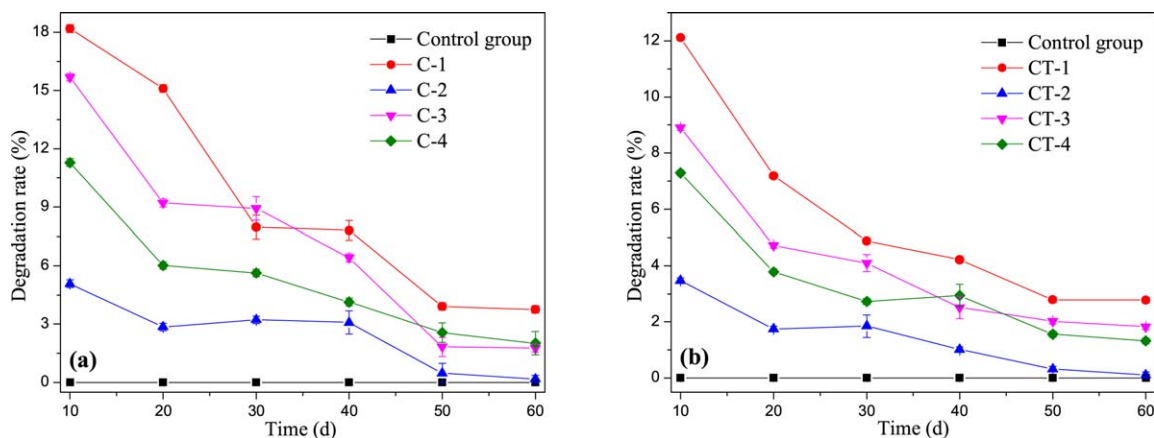 Degradation rate (%)
18
15
12
9
6
3
0
Control group
C-1
C-2
C-3
C-4
(a)
10 20 30 40 50 60
Time (d)
Degradation rate (%)
12
10
8
6
4
2
0
Control group
CT-1
CT-2
CT-3
CT-4
(b)
10 20 30 40 50 60
Time (d)